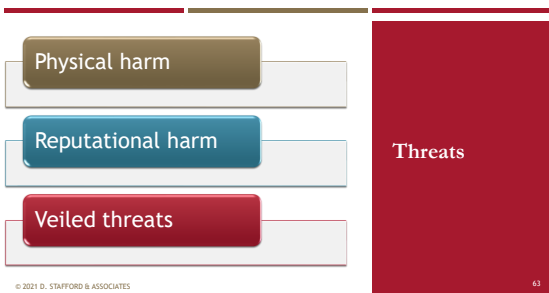 Physical harm
Reputational harm
Veiled threats
Threats
© 2021 D. STAFFORD & ASSOCIATES
63